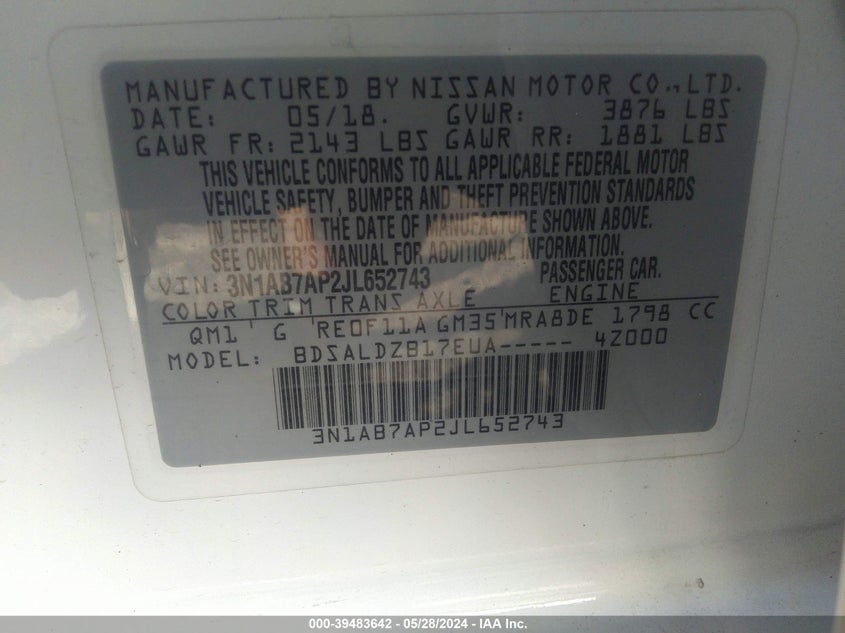 MANUFACTURED BY NISSAN MOTOR CO.,LTD.
DATE: 05/18. GVWR: 3876 LBS
GAWR FR: 2143 LBS GAWR RR: 1881 LBS
THIS VEHICLE CONFORMS TO ALL APPLICABLE FEDERAL MOTOR
VEHICLE SAFETY, BUMPER AND THEFT PREVENTION STANDARDS
IN EFFECT ON THE DATE OF MANUFACTURE SHOWN ABOVE.
SEE OWNER'S MANUAL FOR ADDITIONAL INFORMATION.
VIN: 3N1AB7AP2JL652743 PASSENGER CAR.
COLOR TRIM TRANS AXLE ENGINE
QM1 G RE0F11A GM35 MRA8DE 1798 CC
MODEL: BDSALDZB17EUA----- 4Z000
3N1AB7AP2JL652743
000-39483642 - 05/28/2024 - IAA Inc.